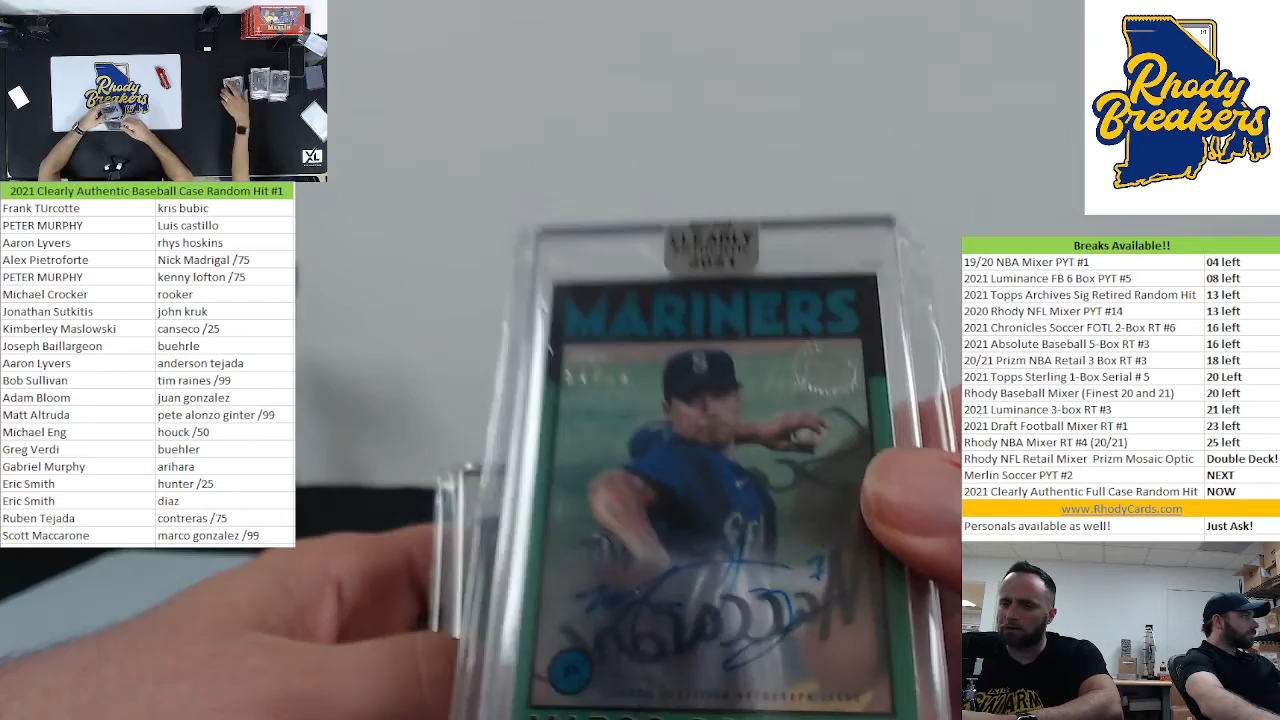 Rhody
Breakers
MERLIN
XL
2021 Clearly Authentic Baseball Case Random Hit #1
Frank TUrcotte kris bubic
PETER MURPHY Luis castillo
Aaron Lyvers rhys hoskins
Alex Pietroforte Nick Madrigal /75
PETER MURPHY kenny lofton /75
Michael Crocker rooker
Jonathan Sutkitis john kruk
Kimberley Maslowski canseco /25
Joseph Baillargeon buehrle
Aaron Lyvers anderson tejada
Bob Sullivan tim raines /99
Adam Bloom juan gonzalez
Matt Altruda pete alonzo ginter /99
Michael Eng houck /50
Greg Verdi buehler
Gabriel Murphy arihara
Eric Smith hunter /25
Eric Smith diaz
Ruben Tejada contreras /75
Scott Maccarone marco gonzalez /99
CLEARLY
AUTHENTIC
2021
MARINERS
P
Rhody
Breakers
Breaks Available!!
19/20 NBA Mixer PYT #1 04 left
2021 Luminance FB 6 Box PYT #5 08 left
2021 Topps Archives Sig Retired Random Hit 13 left
2020 Rhody NFL Mixer PYT #14 13 left
2021 Chronicles Soccer FOTL 2-Box RT #6 16 left
2021 Absolute Baseball 5-Box RT #3 16 left
20/21 Prizm NBA Retail 3 Box RT #3 18 left
2021 Topps Sterling 1-Box Serial # 5 20 Left
Rhody Baseball Mixer (Finest 20 and 21) 20 left
2021 Luminance 3-box RT #3 21 left
2021 Draft Football Mixer RT #1 23 left
Rhody NBA Mixer RT #4 (20/21) 25 left
Rhody NFL Retail Mixer Prizm Mosaic Optic Double Deck!
Merlin Soccer PYT #2 NEXT
2021 Clearly Authentic Full Case Random Hit NOW
www.RhodyCards.com
Personals available as well! Just Ask!